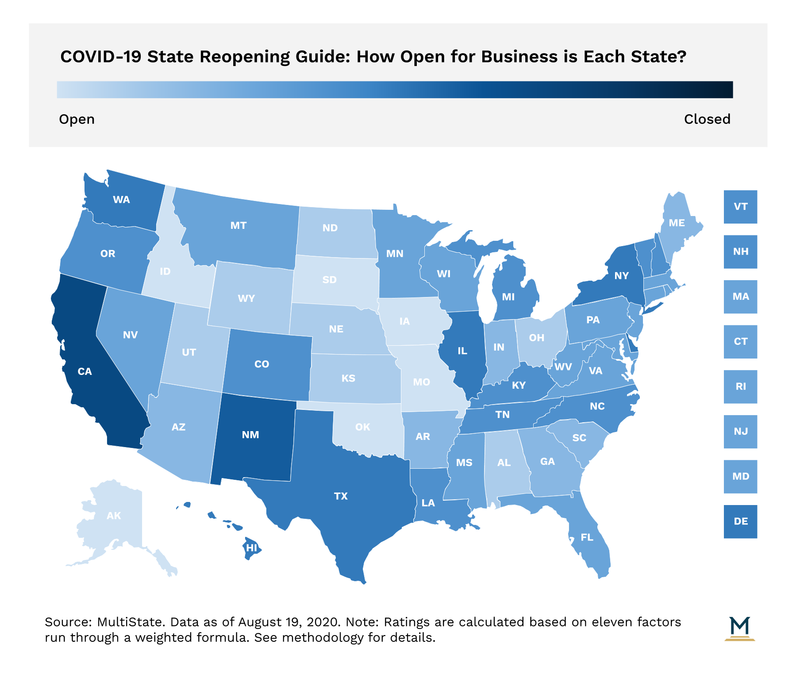 COVID-19 State Reopening Guide: How Open for Business is Each State?
Open
Closed
WA
MT
ND
MN
ME
VT
OR
ID
SD
WI
MI
NY
NH
WY
IA
PA
MA
NV
UT
NE
IL
IN
OH
CT
CA
CO
KS
MO
KY
WV
VA
RI
AZ
NM
OK
AR
TN
NC
SC
NJ
TX
LA
MS
AL
GA
MD
AK
HI
FL
DE
Source: MultiState. Data as of August 19, 2020. Note: Ratings are calculated based on eleven factors
run through a weighted formula. See methodology for details.
M